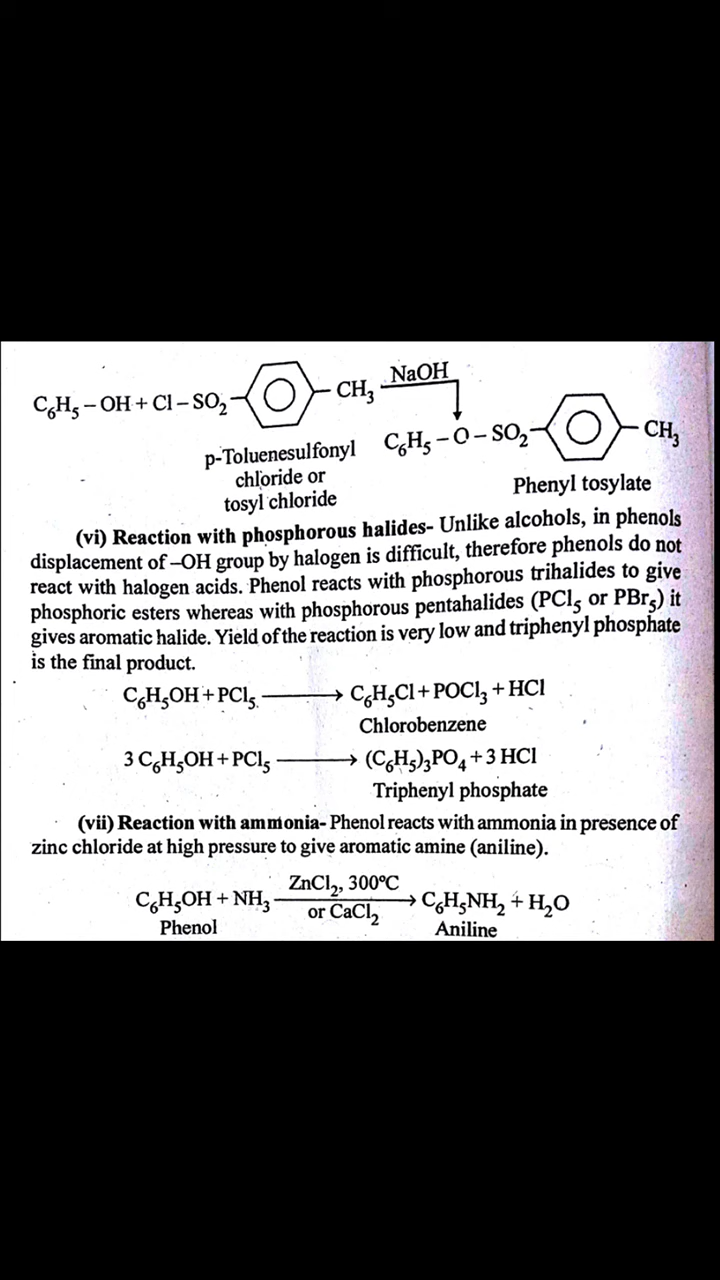 C₆H₅ – OH + Cl – SO₂ – CH₃ NaOH
C₆H₅ – O – SO₂ – CH₃
p-Toluenesulfonyl
chloride or
tosyl chloride
Phenyl tosylate
(vi) Reaction with phosphorous halides- Unlike alcohols, in phenols
displacement of –OH group by halogen is difficult, therefore phenols do not
react with halogen acids. Phenol reacts with phosphorous trihalides to give
phosphoric esters whereas with phosphorous pentahalides (PCl₅ or PBr₅) it
gives aromatic halide. Yield of the reaction is very low and triphenyl phosphate
is the final product.
C₆H₅OH + PCl₅ ⟶ C₆H₅Cl + POCl₃ + HCl
Chlorobenzene
3 C₆H₅OH + PCl₅ ⟶ (C₆H₅)₃PO₄ + 3 HCl
Triphenyl phosphate
(vii) Reaction with ammonia- Phenol reacts with ammonia in presence of
zinc chloride at high pressure to give aromatic amine (aniline).
ZnCl₂, 300°C
C₆H₅OH + NH₃ ⟶ C₆H₅NH₂ + H₂O
or CaCl₂
Phenol Aniline